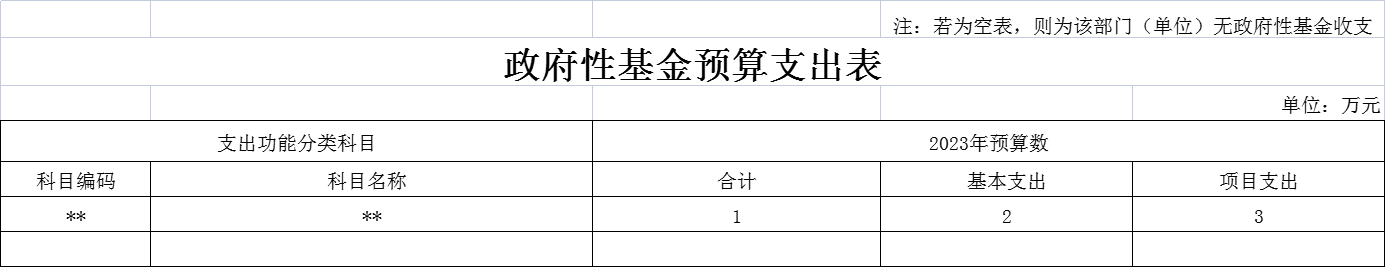 注：若为空表，则为该部门（单位）无政府性基金收支
政府性基金预算支出表
单位：万元
支出功能分类科目 2023年预算数
科目编码 科目名称 合计 基本支出 项目支出
** ** 1 2 3